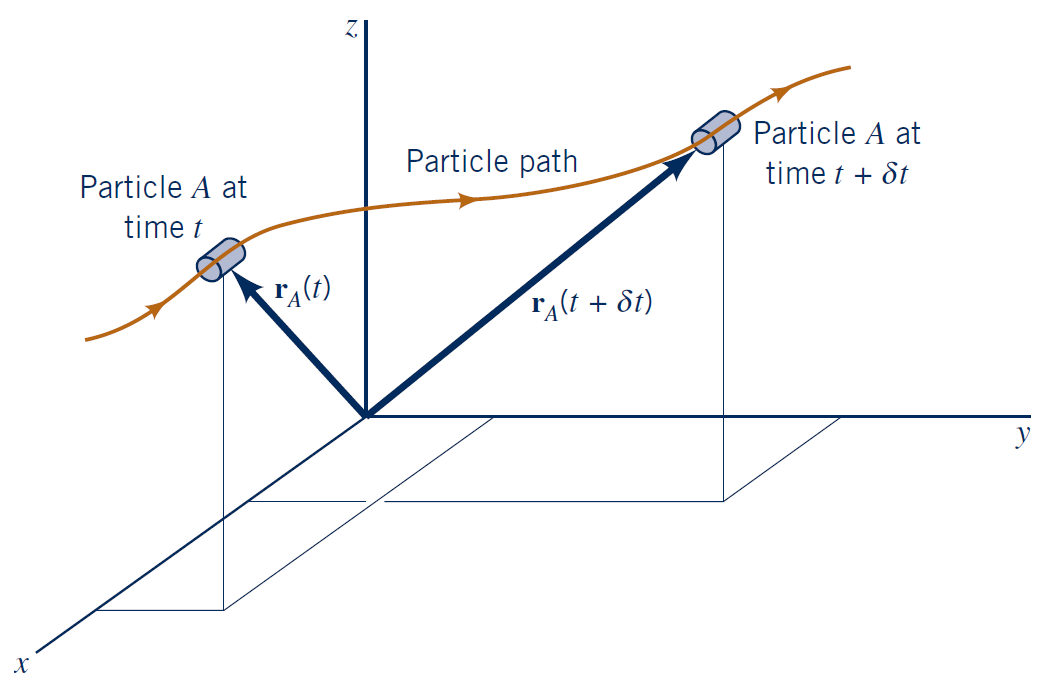 z
Particle A at
time t + δt
Particle path
Particle A at
time t
r_A(t)
r_A(t + δt)
y
x